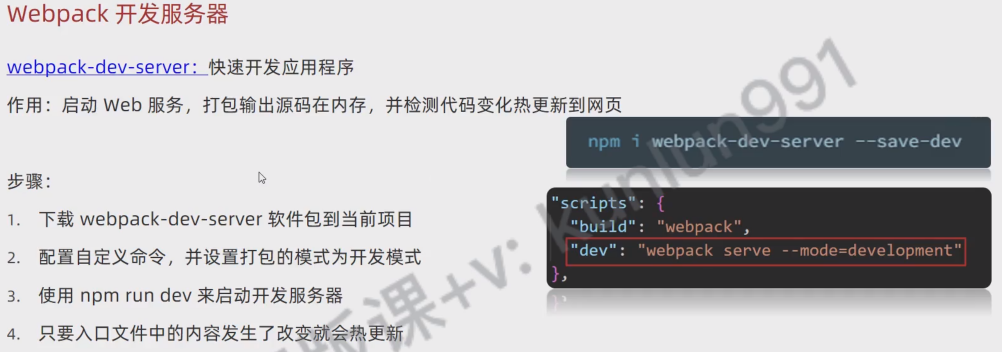 Webpack 开发服务器
webpack-dev-server：快速开发应用程序
作用：启动 Web 服务，打包输出源码在内存，并检测代码变化热更新到网页
npm i webpack-dev-server --save-dev
步骤：
1. 下载 webpack-dev-server 软件包到当前项目
2. 配置自定义命令，并设置打包的模式为开发模式
3. 使用 npm run dev 来启动开发服务器
4. 只要入口文件中的内容发生了改变就会热更新
"scripts": {
"build": "webpack",
"dev": "webpack serve --mode=development"
},
版课+v: kunlun991